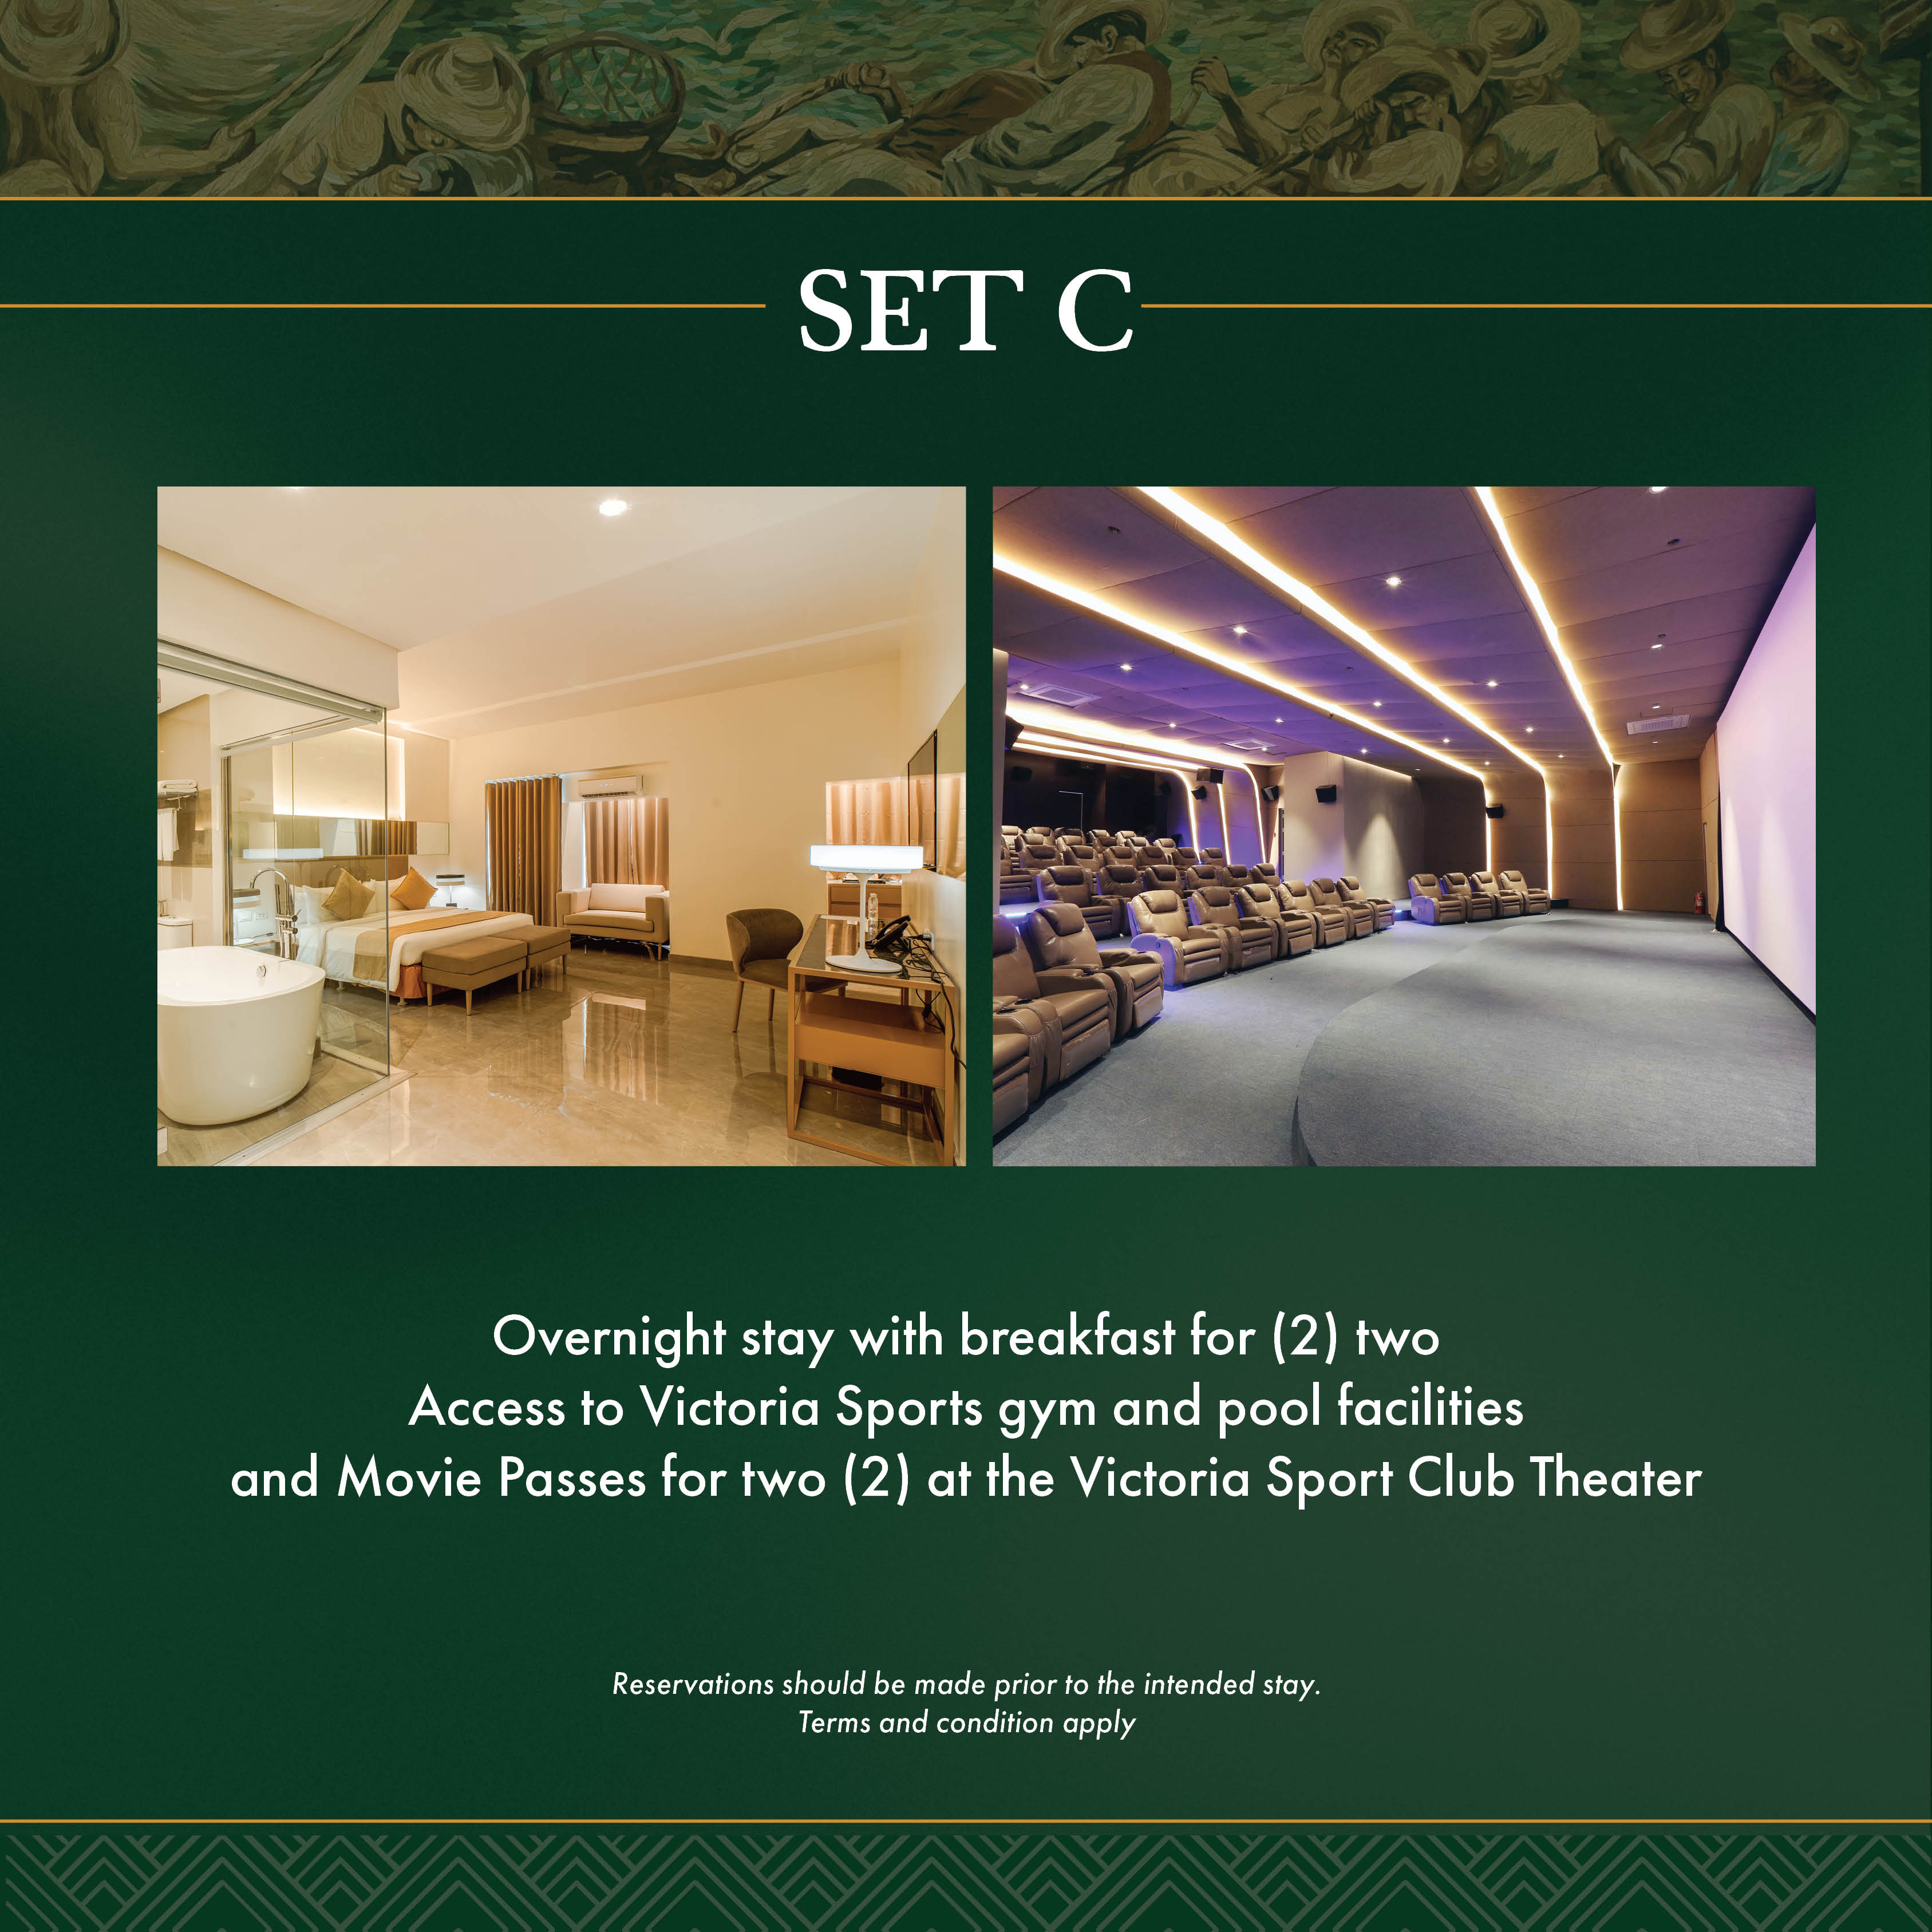 SET C
Overnight stay with breakfast for (2) two
Access to Victoria Sports gym and pool facilities
and Movie Passes for two (2) at the Victoria Sport Club Theater
Reservations should be made prior to the intended stay.
Terms and condition apply